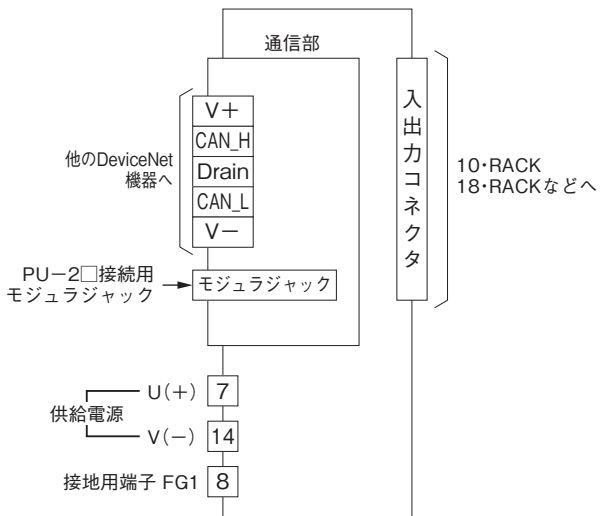 通信部
V+
CAN_H
Drain
CAN_L
V−
他のDeviceNet
機器へ
入出力コネクタ
10・RACK
18・RACKなどへ
PU−2□接続用
モジュラジャック
モジュラジャック
U(+) 7
供給電源
V(−) 14
接地用端子 FG1 8